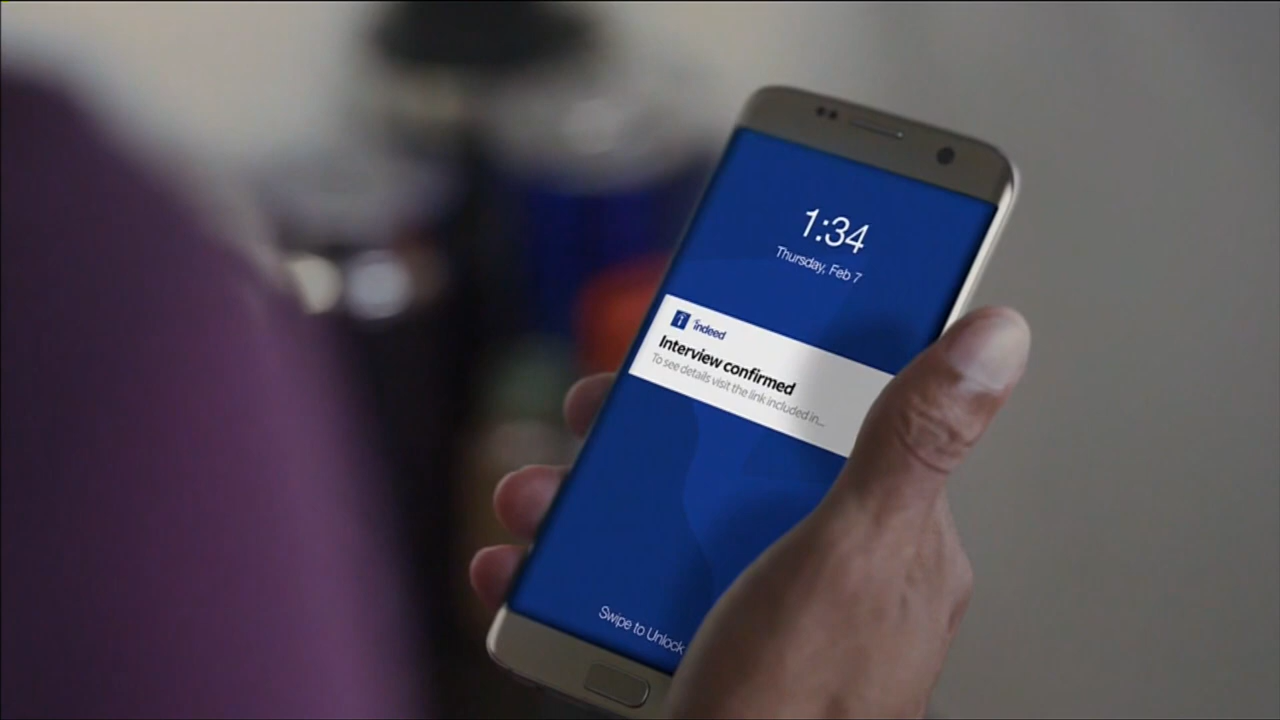 1:34
Thursday, Feb 7
indeed
Interview confirmed
To see details visit the link included in...
Swipe to Unlock